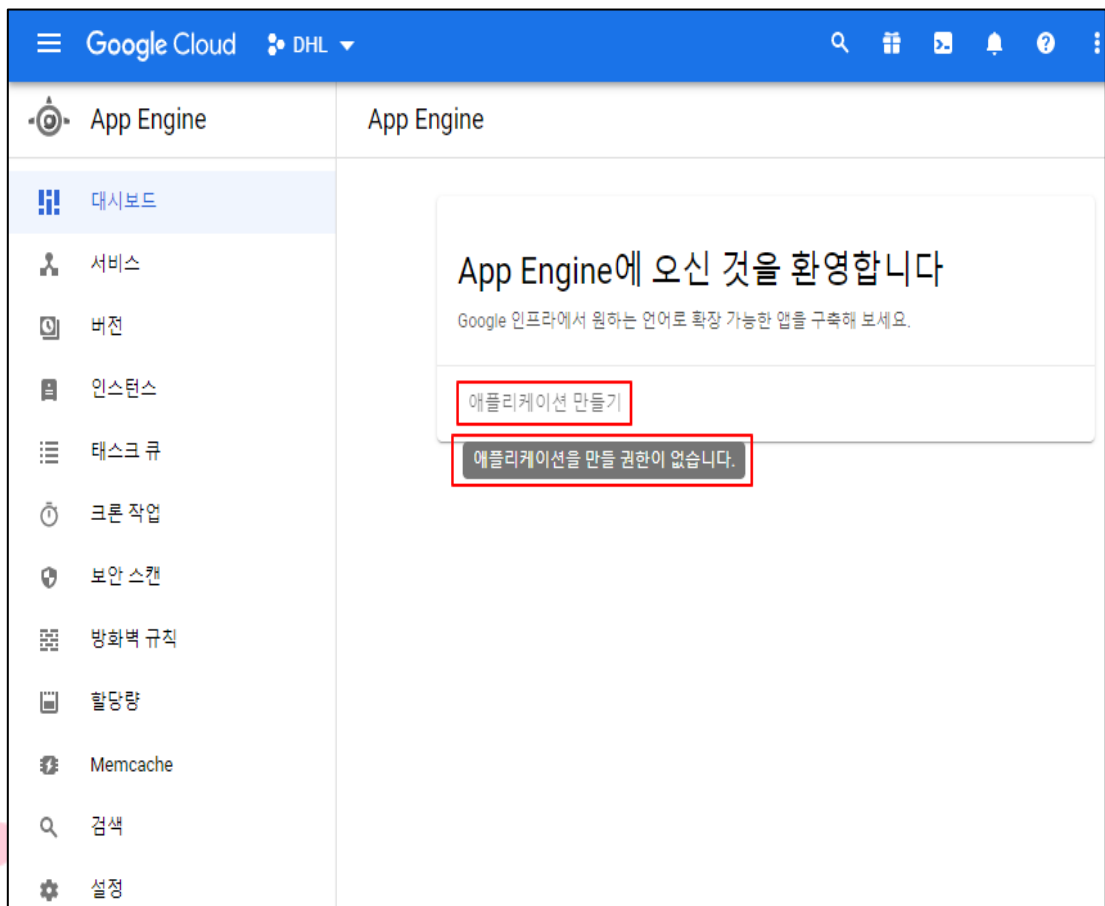 Google Cloud DHL
App Engine
App Engine
대시보드
서비스
버전
인스턴스
태스크 큐
크론 작업
보안 스캔
방화벽 규칙
할당량
Memcache
검색
설정
App Engine에 오신 것을 환영합니다
Google 인프라에서 원하는 언어로 확장 가능한 앱을 구축해 보세요.
애플리케이션 만들기
애플리케이션을 만들 권한이 없습니다.